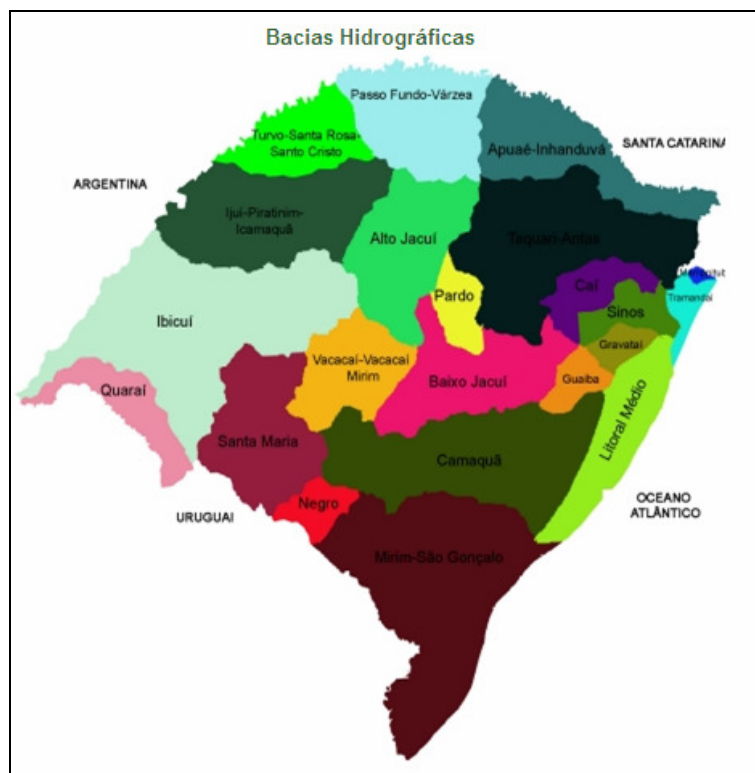 Bacias Hidrográficas
Passo Fundo-Várzea
Turvo-Santa Rosa-
Santo Cristo
Apuaê-Inhanduvá
SANTA CATARINA
ARGENTINA
Ijuí-Piratinim-
Icamaquã
Alto Jacuí
Taquari-Antas
Pardo
Caí
Tramandaí
Sinos
Ibicuí
Gravataí
Vacacaí-Vacacaí
Mirim
Baixo Jacuí
Guaíba
Quaraí
Litoral Médio
Santa Maria
Camaquã
Negro
OCEANO
ATLÂNTICO
URUGUAI
Mirim-São Gonçalo